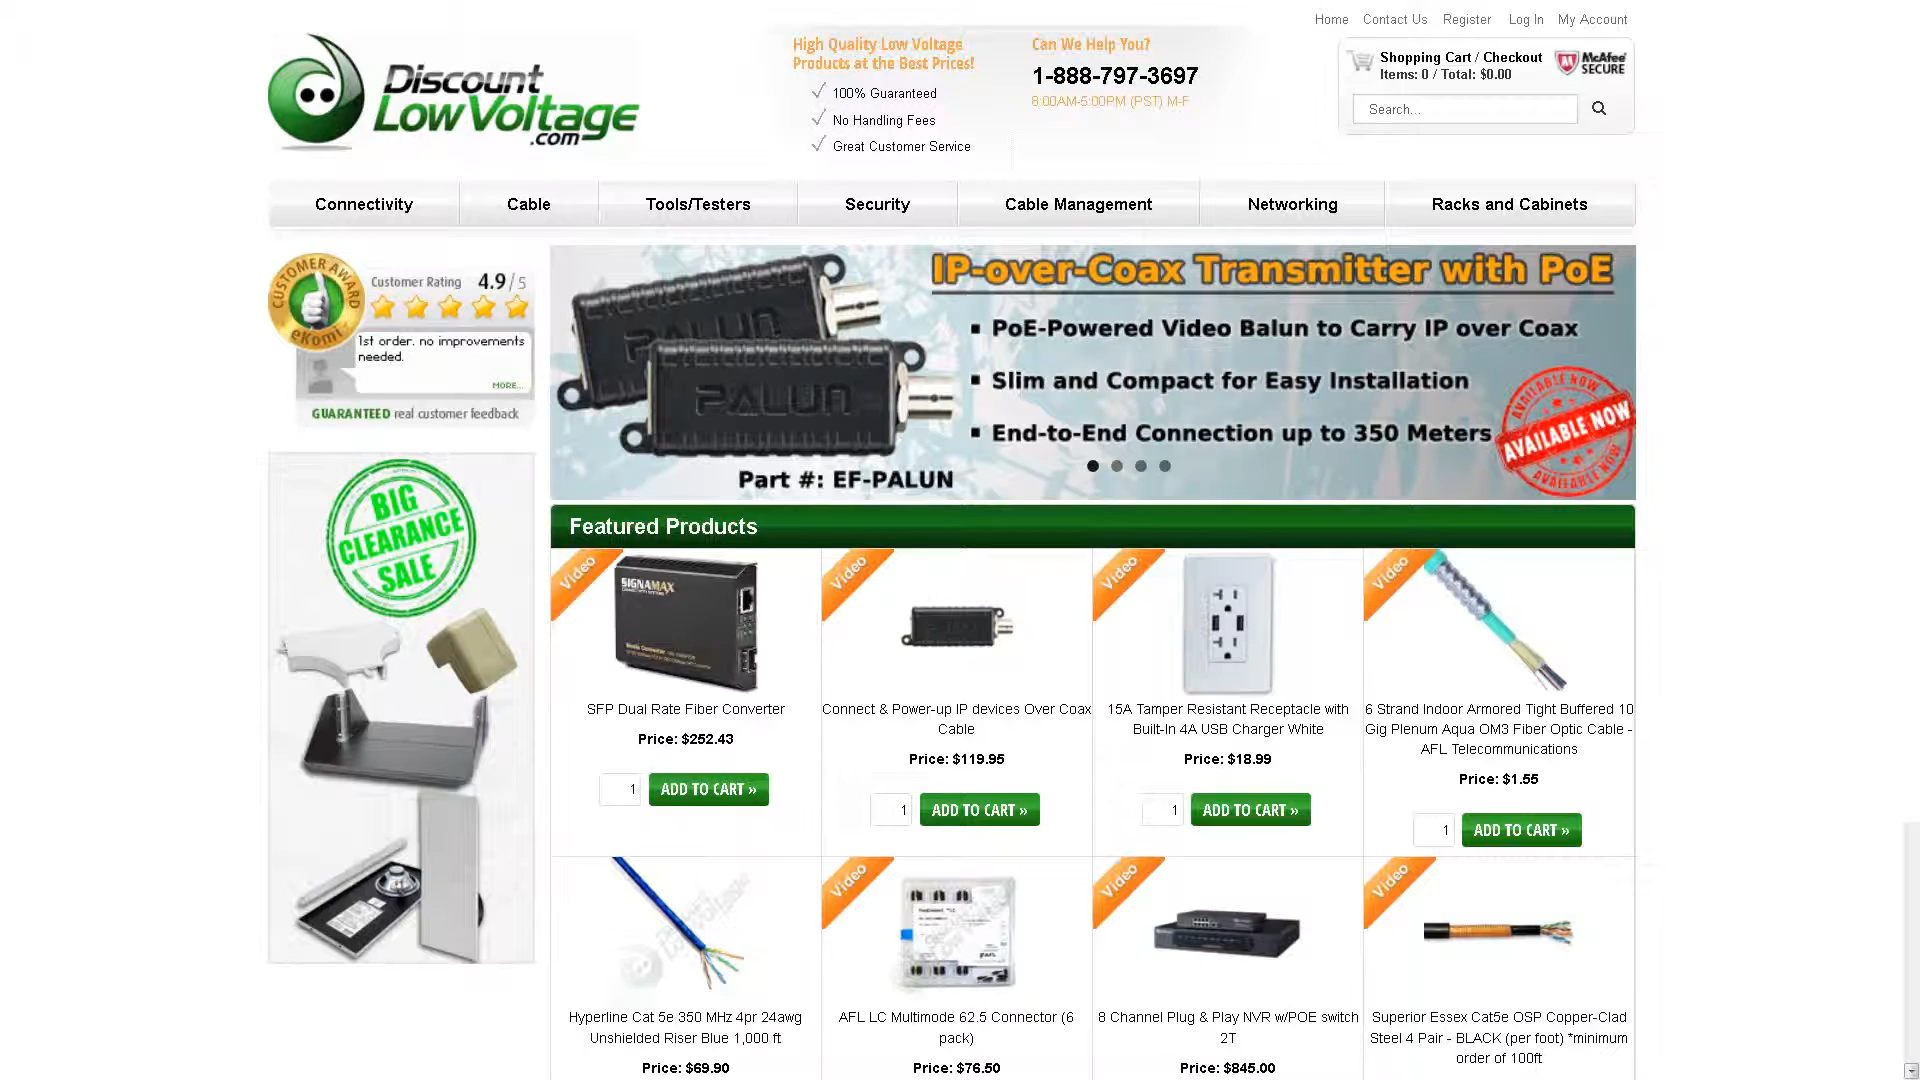 Home Contact Us Register Log In My Account
Discount
LowVoltage
.com
High Quality Low Voltage
Products at the Best Prices!
100% Guaranteed
No Handling Fees
Great Customer Service
Can We Help You?
1-888-797-3697
8:00AM-5:00PM (PST) M-F
Shopping Cart / Checkout
Items: 0 / Total: $0.00
McAfee
SECURE
Search...
Connectivity Cable Tools/Testers Security Cable Management Networking Racks and Cabinets
CUSTOMER AWARD
eKomi
Customer Rating 4.9 / 5
1st order. no improvements
needed.
MORE...
GUARANTEED real customer feedback
BIG
CLEARANCE
SALE
IP-over-Coax Transmitter with PoE
▪ PoE-Powered Video Balun to Carry IP over Coax
▪ Slim and Compact for Easy Installation
▪ End-to-End Connection up to 350 Meters
PALUN
PALUN
Part #: EF-PALUN
AVAILABLE NOW
AVAILABLE NOW
AVAILABLE NOW
Featured Products
Video
SIGNAMAX
SFP Dual Rate Fiber Converter
Price: $252.43
1 ADD TO CART »
Video
Connect & Power-up IP devices Over Coax
Cable
Price: $119.95
1 ADD TO CART »
Video
15A Tamper Resistant Receptacle with
Built-In 4A USB Charger White
Price: $18.99
1 ADD TO CART »
Video
6 Strand Indoor Armored Tight Buffered 10
Gig Plenum Aqua OM3 Fiber Optic Cable -
AFL Telecommunications
Price: $1.55
1 ADD TO CART »
Hyperline Cat 5e 350 MHz 4pr 24awg
Unshielded Riser Blue 1,000 ft
Price: $69.90
Video
AFL LC Multimode 62.5 Connector (6
pack)
Price: $76.50
Video
8 Channel Plug & Play NVR w/POE switch
2T
Price: $845.00
Video
Superior Essex Cat5e OSP Copper-Clad
Steel 4 Pair - BLACK (per foot) *minimum
order of 100ft